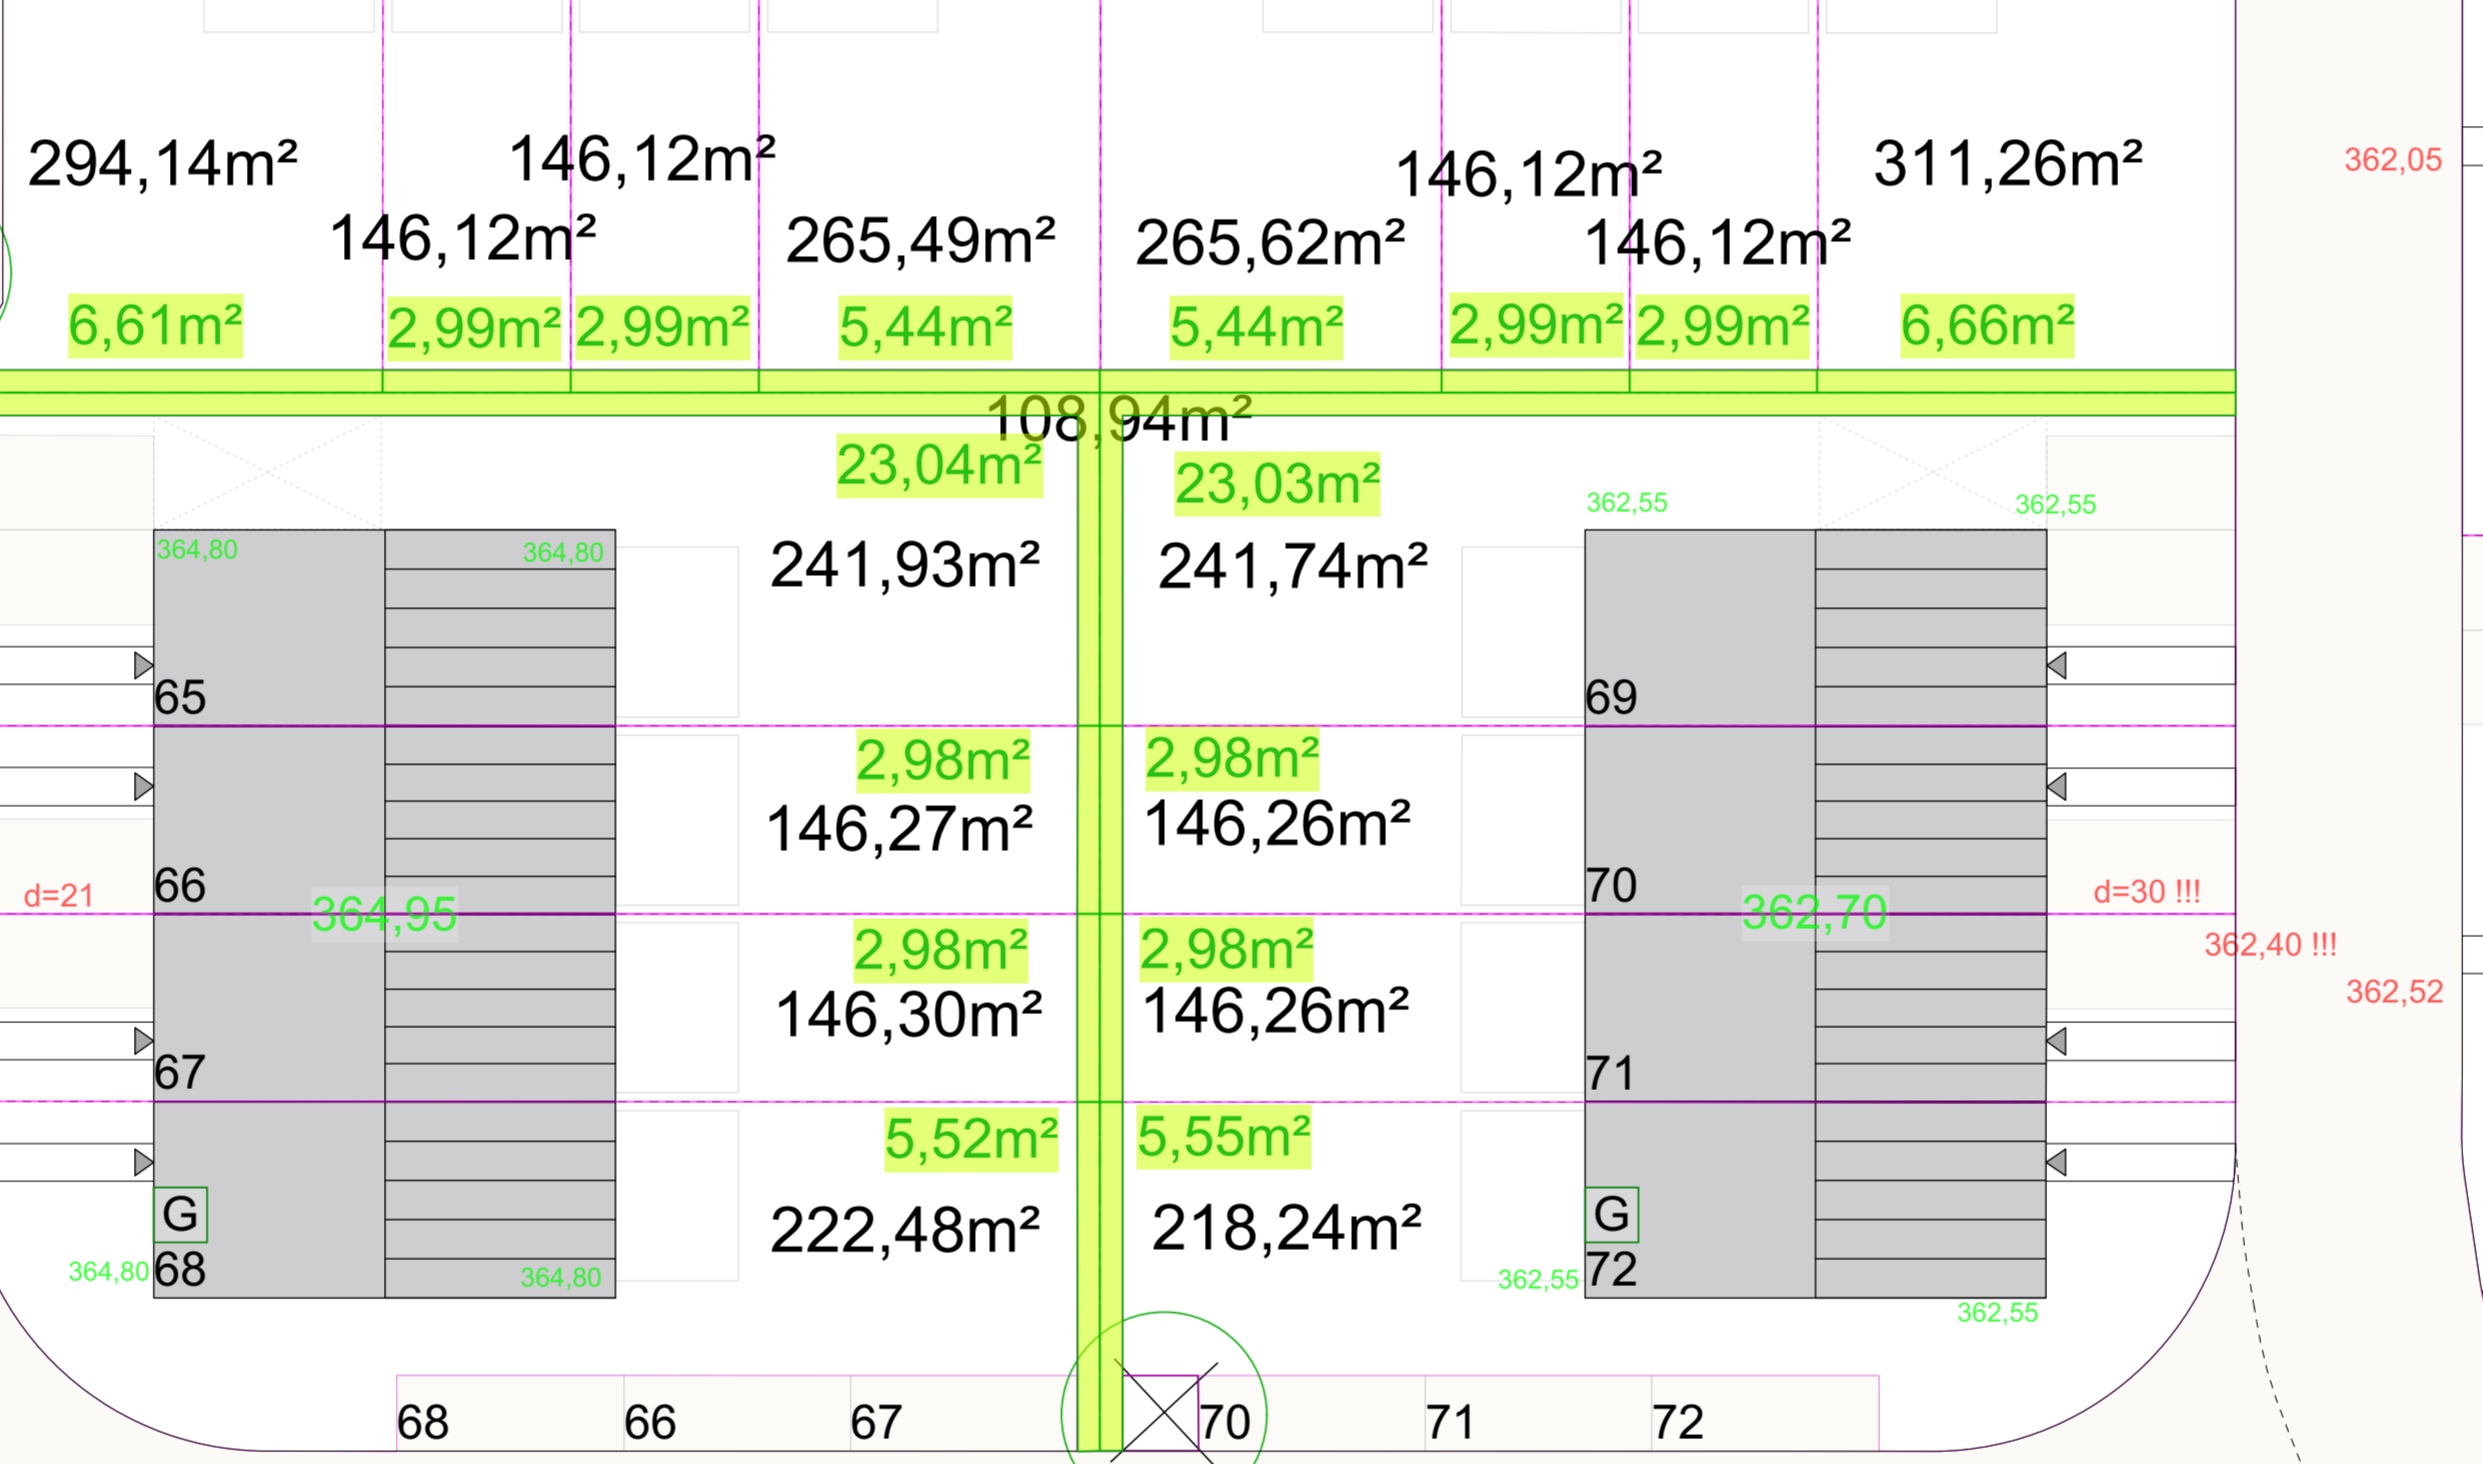 294,14m²
146,12m²
146,12m²
265,49m²
265,62m²
146,12m²
146,12m²
311,26m²
362,05
6,61m²
2,99m²
2,99m²
5,44m²
5,44m²
2,99m²
2,99m²
6,66m²
108,94m²
23,04m²
23,03m²
362,55
362,55
364,80
364,80
241,93m²
241,74m²
65
69
2,98m²
2,98m²
146,27m²
146,26m²
66
70
d=21
364,95
362,70
d=30 !!!
2,98m²
2,98m²
362,40 !!!
362,52
146,30m²
146,26m²
67
71
5,52m²
5,55m²
G
G
222,48m²
218,24m²
364,80
68
364,80
362,55
72
362,55
68
66
67
70
71
72